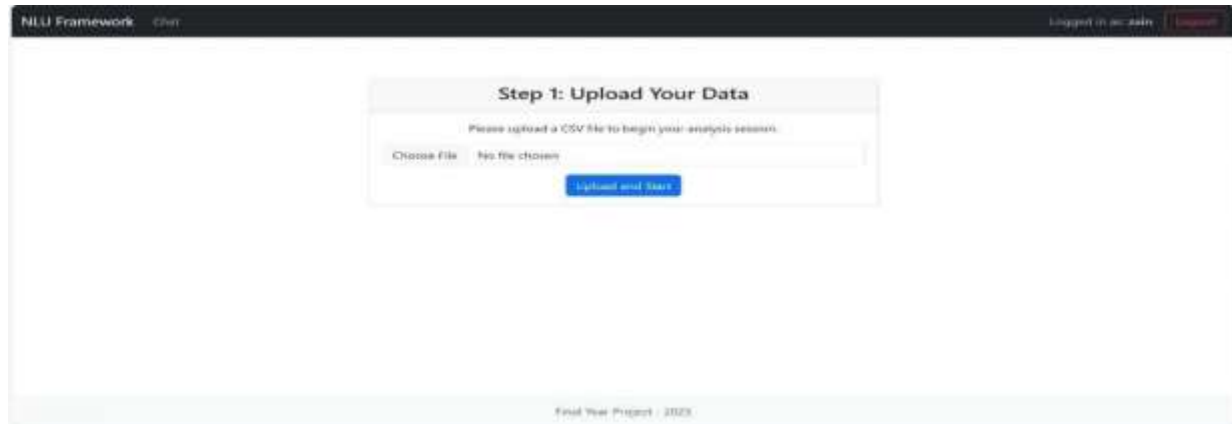 NLU Framework Chat Logged in as: zain Logout
Step 1: Upload Your Data
Please upload a CSV file to begin your analysis session.
Choose File No file chosen
Upload and Start
Final Year Project - 2025